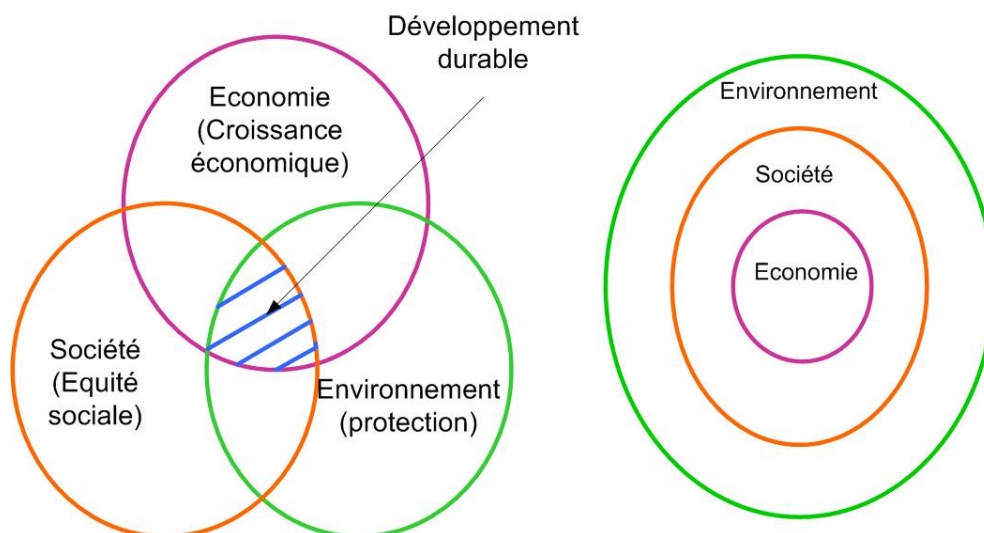 Développement
durable
Economie
(Croissance
économique)
Société
(Equité
sociale)
Environnement
(protection)
Environnement
Société
Economie